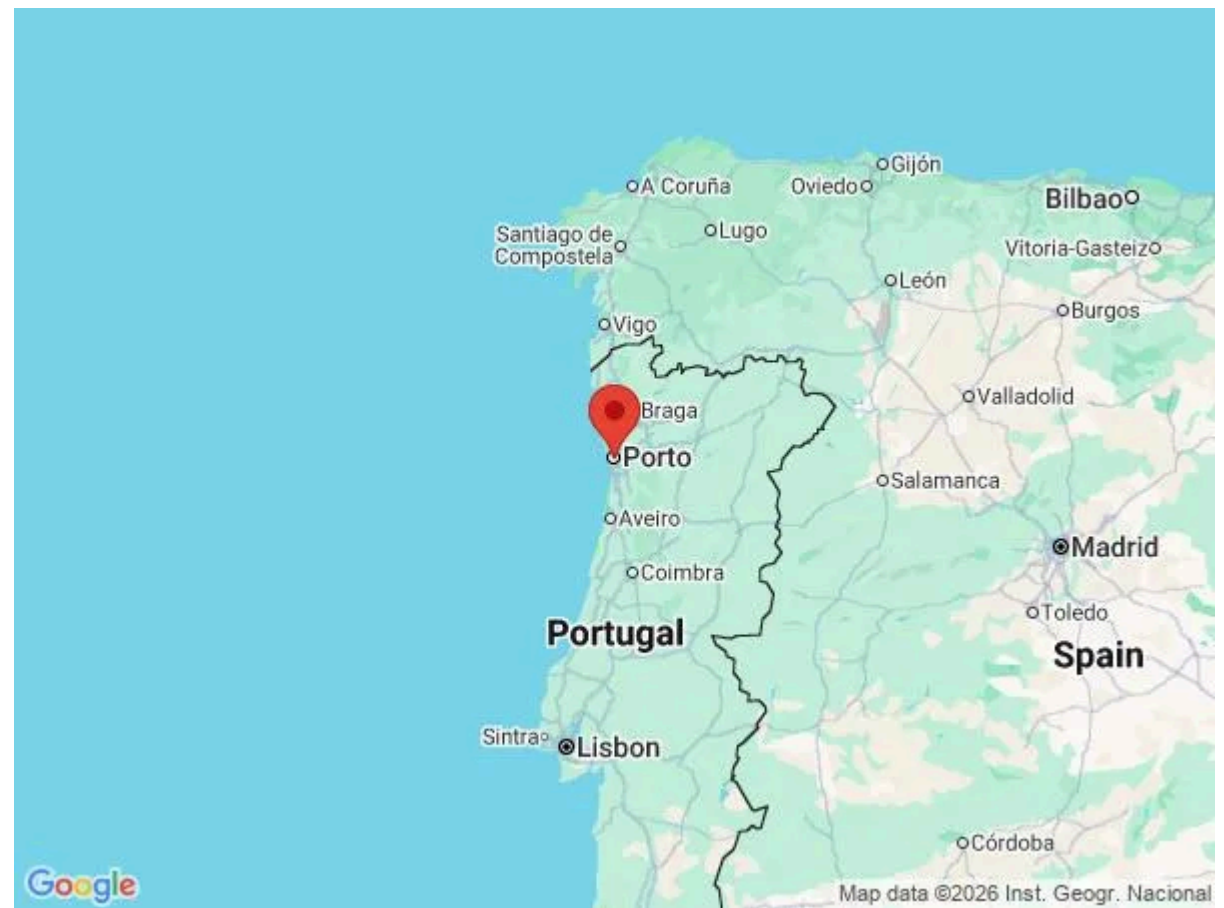 Gijón
A Coruña
Oviedo
Bilbao
Lugo
Santiago de
Compostela
Vitoria-Gasteiz
León
Burgos
Vigo
Valladolid
Braga
Porto
Salamanca
Aveiro
Madrid
Coimbra
Toledo
Portugal
Spain
Sintra
Lisbon
Córdoba
Google
Map data ©2026 Inst. Geogr. Nacional